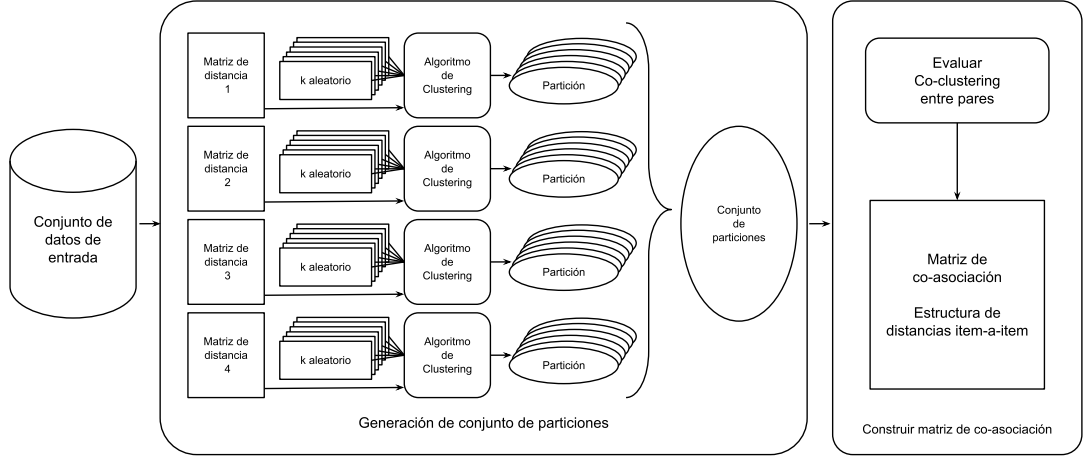 Conjunto de
datos de
entrada
Matriz de
distancia
1
k aleatorio
Algoritmo
de
Clustering
Partición
Matriz de
distancia
2
k aleatorio
Algoritmo
de
Clustering
Partición
Matriz de
distancia
3
k aleatorio
Algoritmo
de
Clustering
Partición
Matriz de
distancia
4
k aleatorio
Algoritmo
de
Clustering
Partición
Conjunto
de
particiones
Generación de conjunto de particiones
Evaluar
Co-clustering
entre pares
Matriz de
co-asociación
Estructura de
distancias item-a-item
Construir matriz de co-asociación